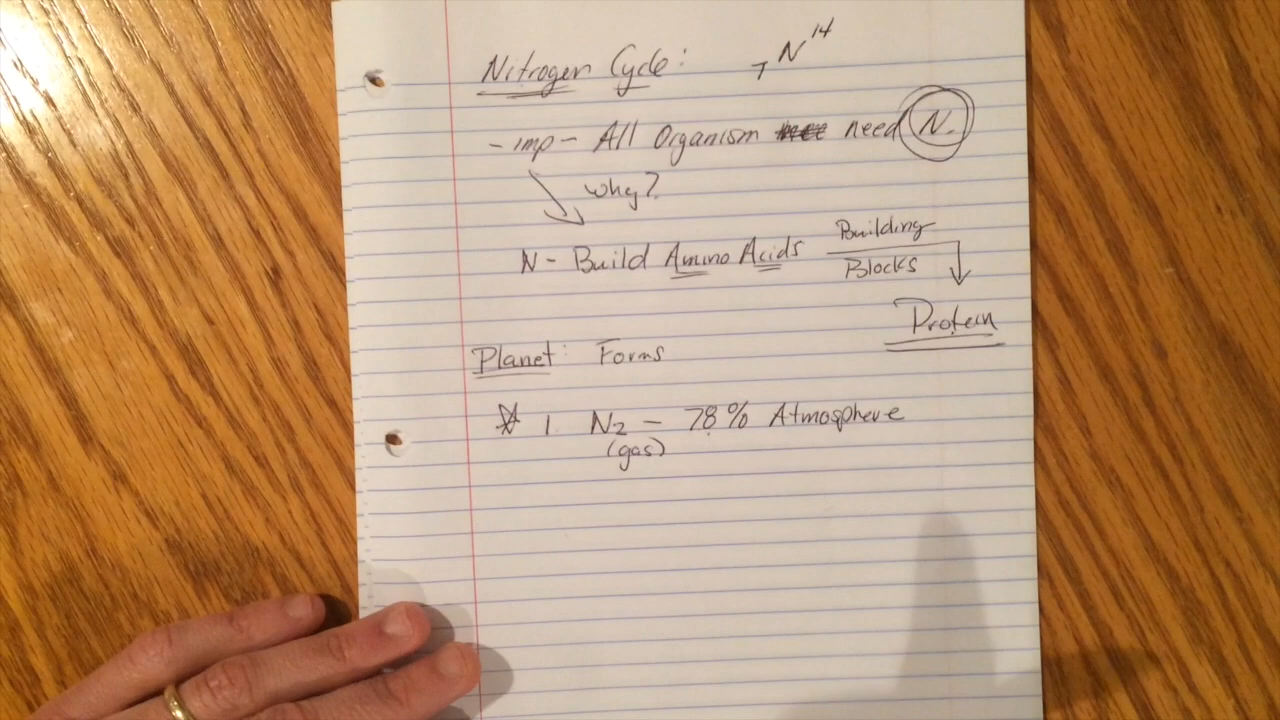 Nitrogen Cycle: ₇N¹⁴
- imp - All Organism need N.
why?
N - Build Amino Acids Building Blocks
Protein
Planet: Forms
1. N₂ - 78% Atmosphere
(gas)